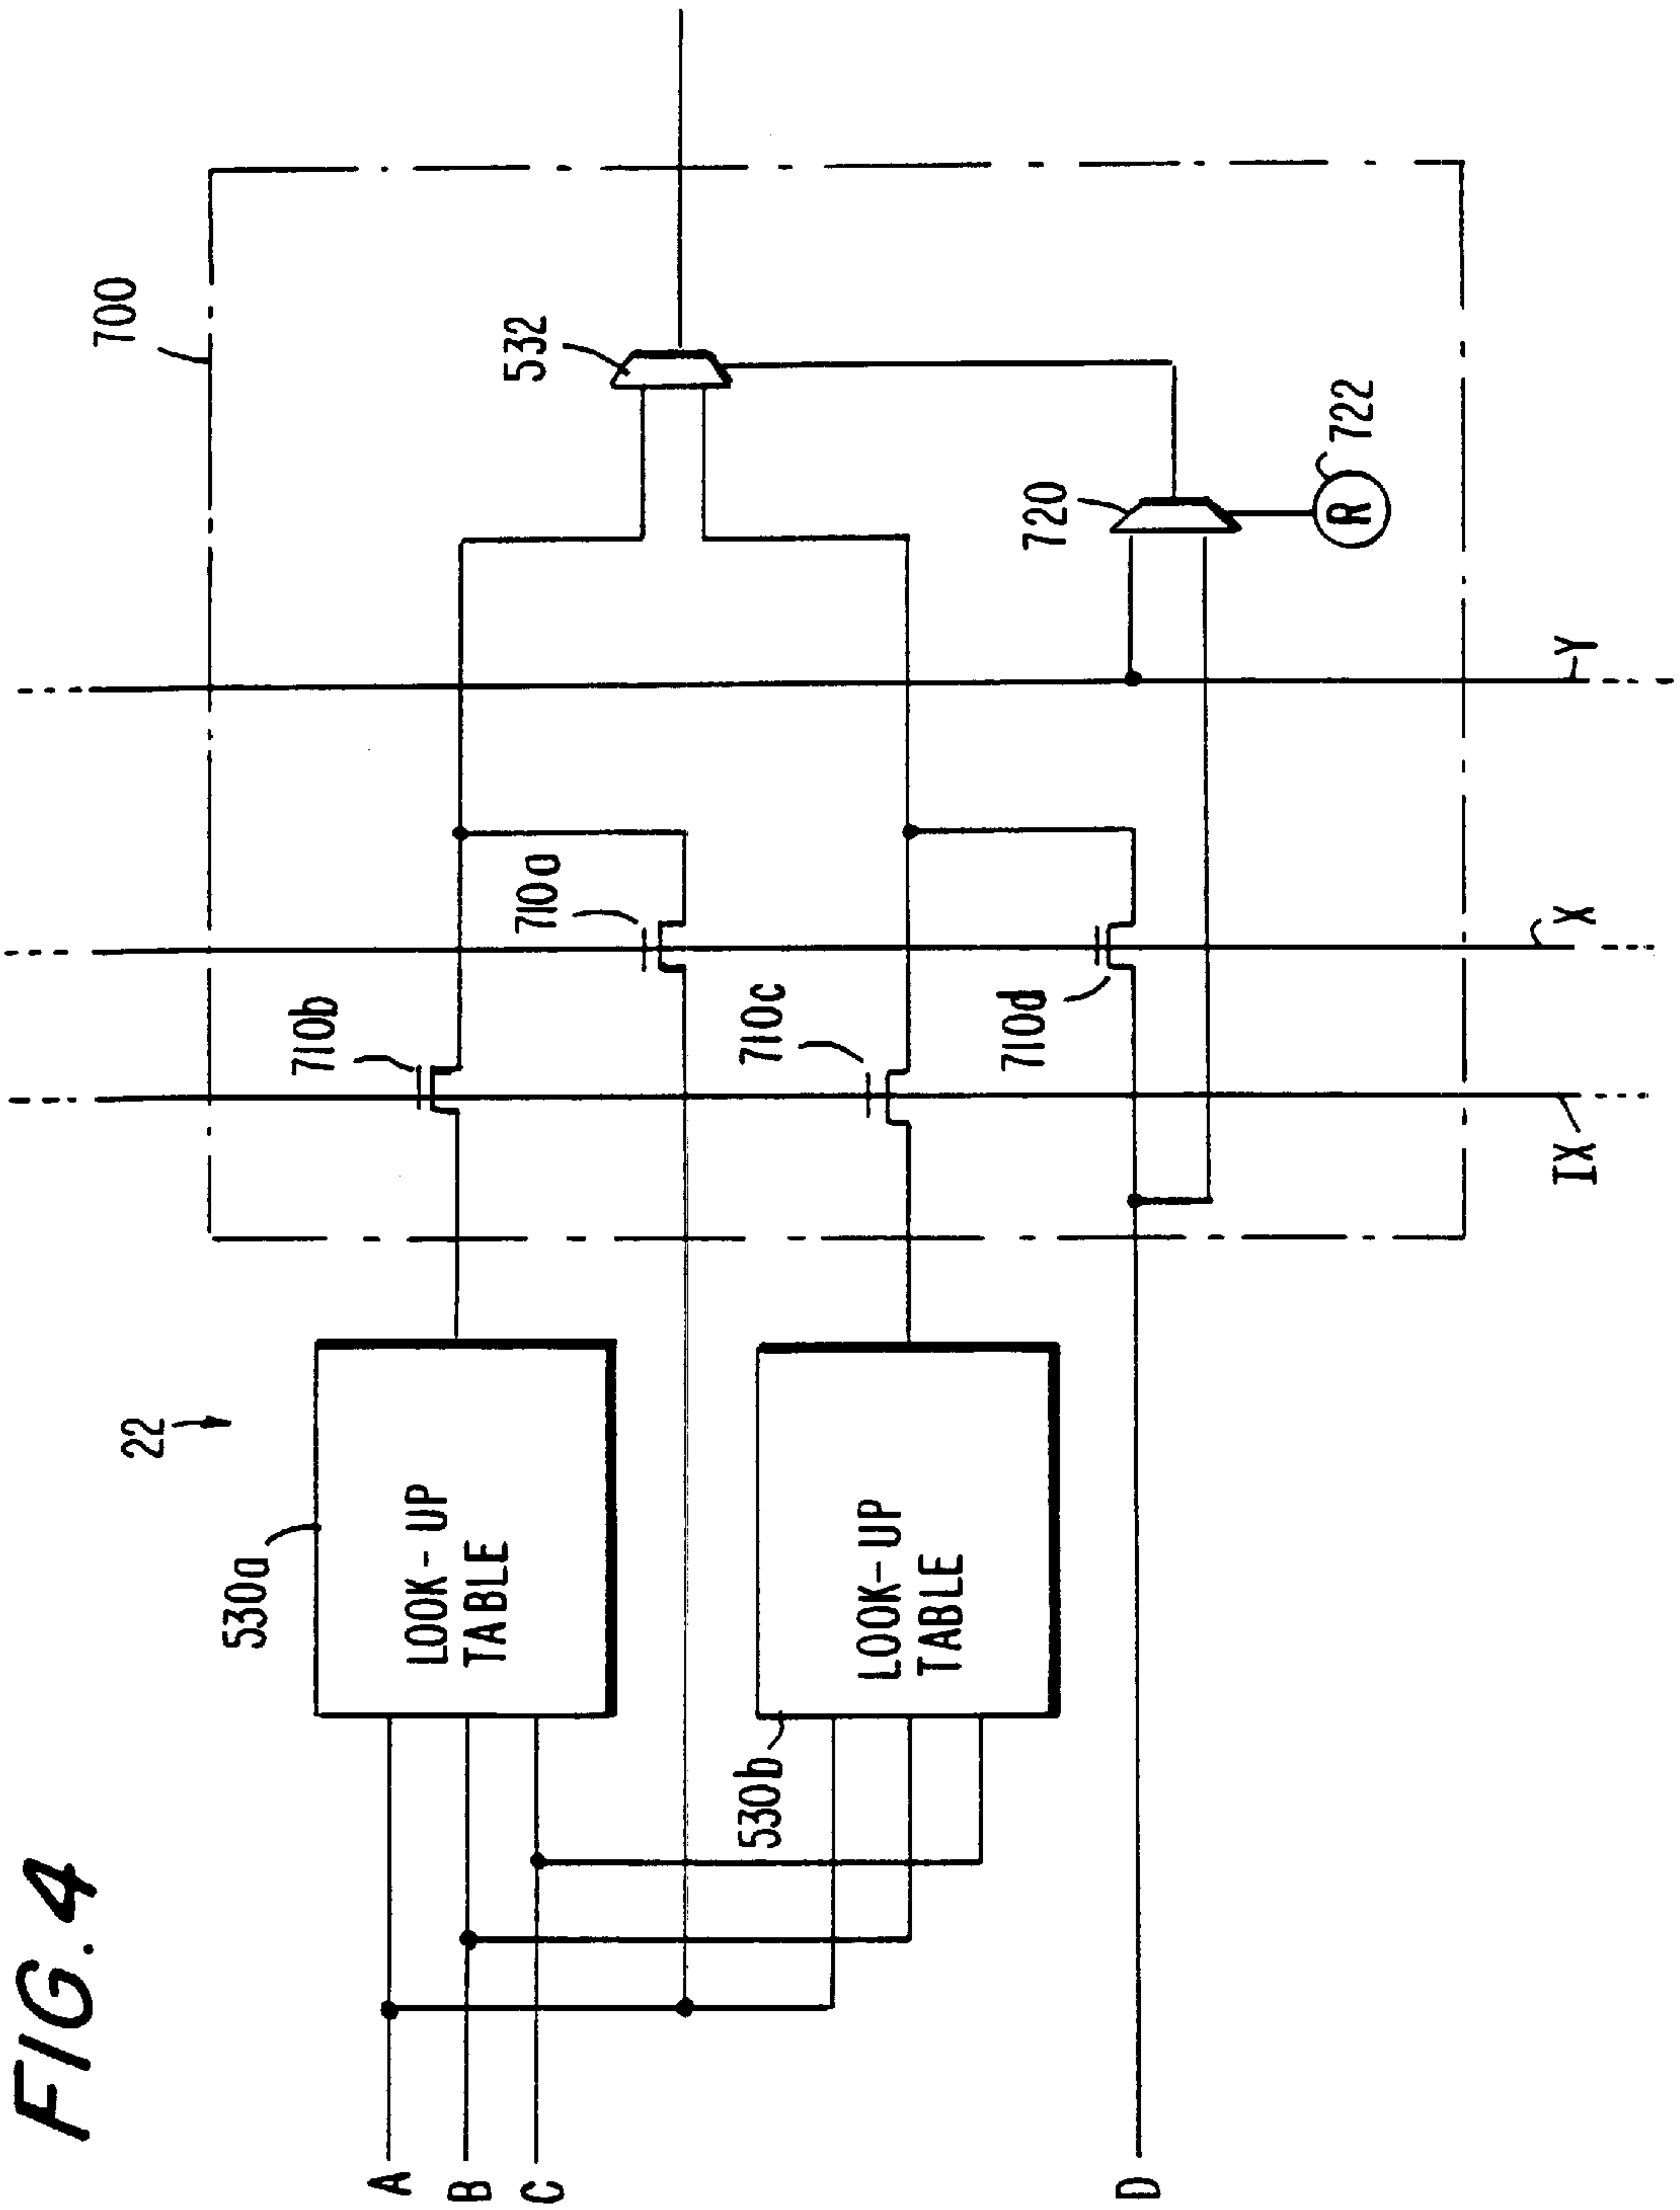 FIG. 4
22
700
530a
LOOK-UP
TABLE
710b
710a
532
530b
LOOK-UP
TABLE
710c
710d
720
R
722
A
B
C
D
IX
X
Y